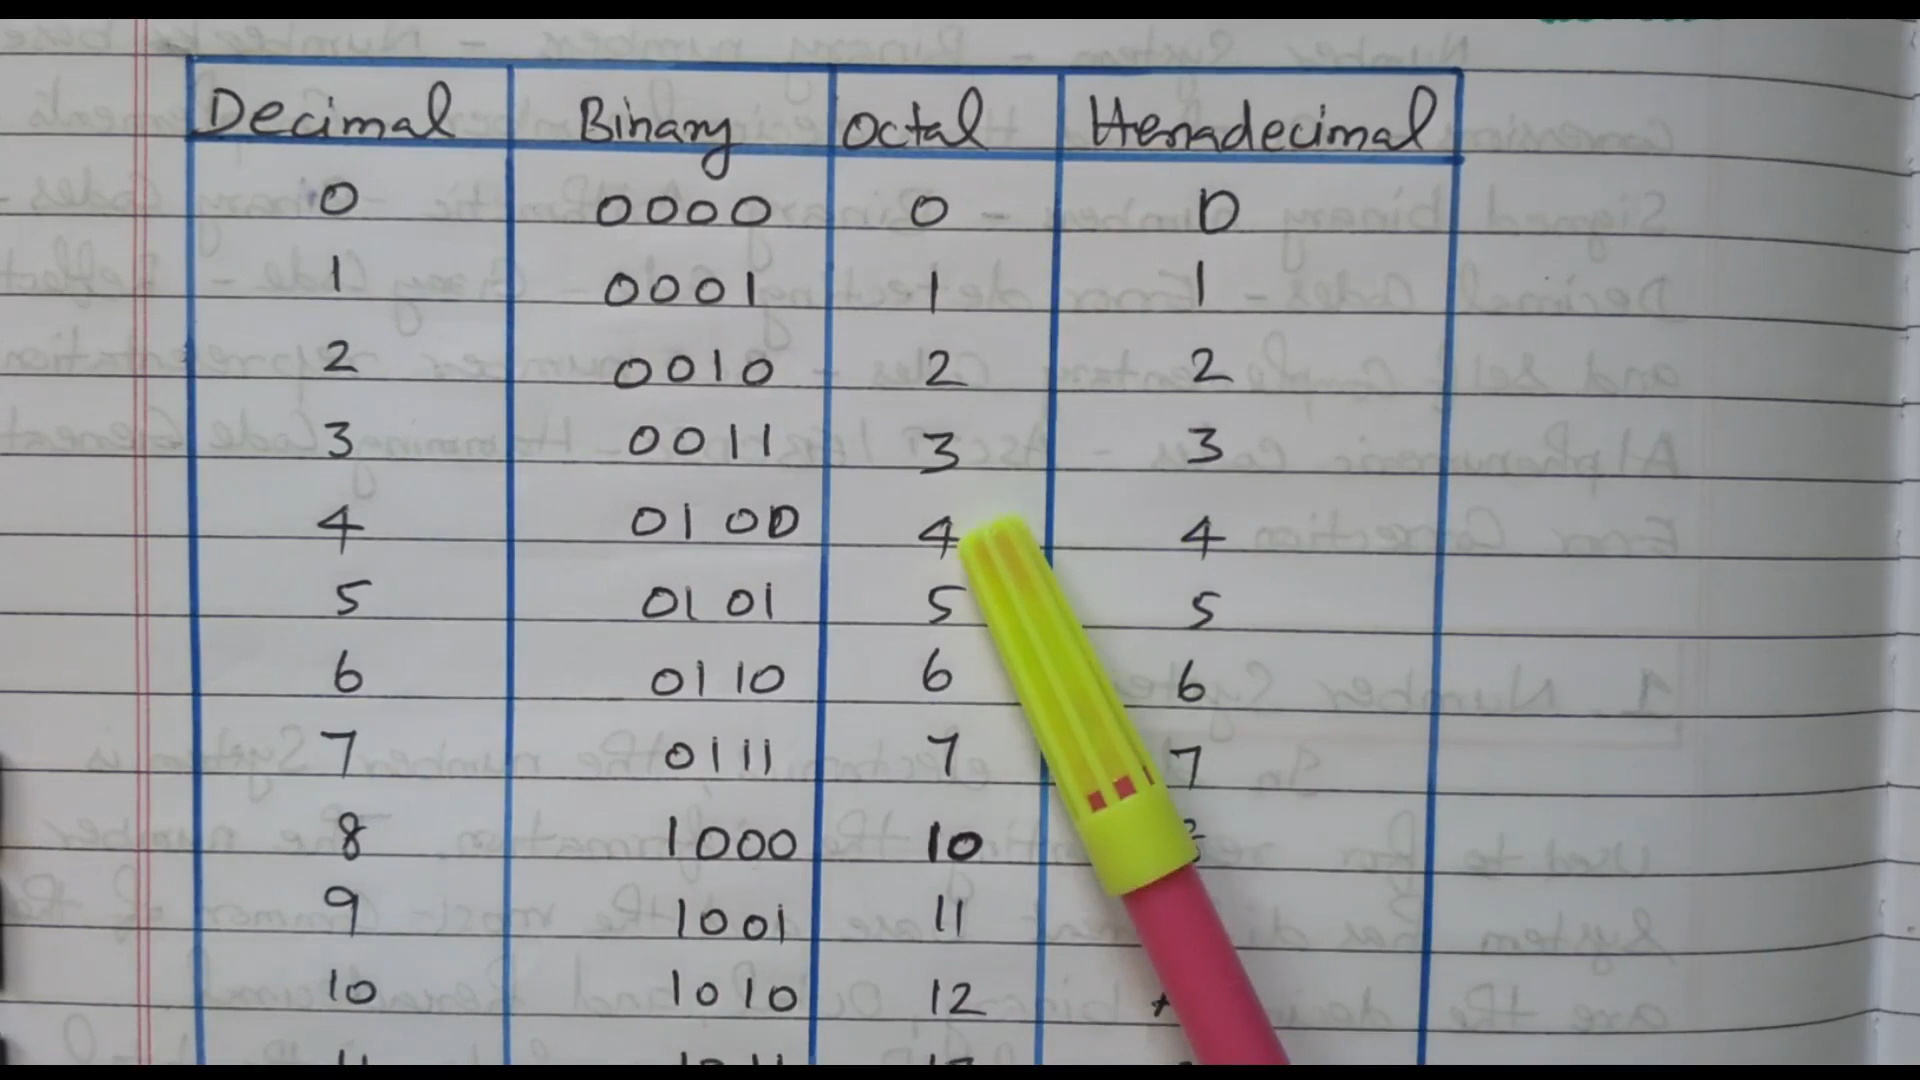 Decimal Binary Octal Hexadecimal
0 0000 0 0
1 0001 1 1
2 0010 2 2
3 0011 3 3
4 0100 4 4
5 0101 5 5
6 0110 6 6
7 0111 7 7
8 1000 10
9 1001 11
10 1010 12